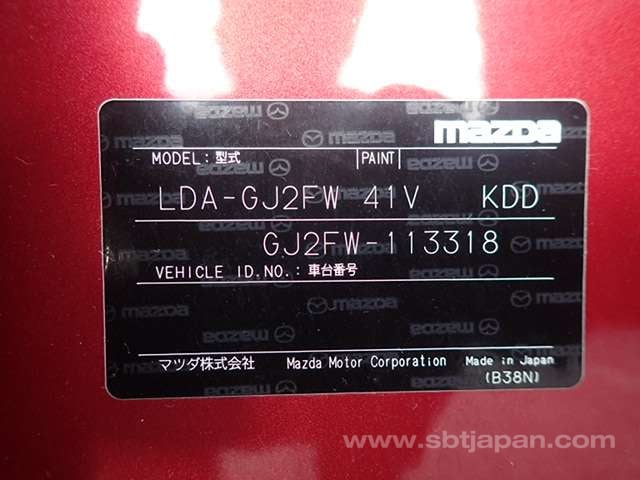 mazda
MODEL:型式 PAINT
LDA-GJ2FW 41V KDD
GJ2FW-113318
VEHICLE ID.NO.:車台番号
マツダ株式会社 Mazda Motor Corporation Made in Japan
(B38N)
www.sbtjapan.com